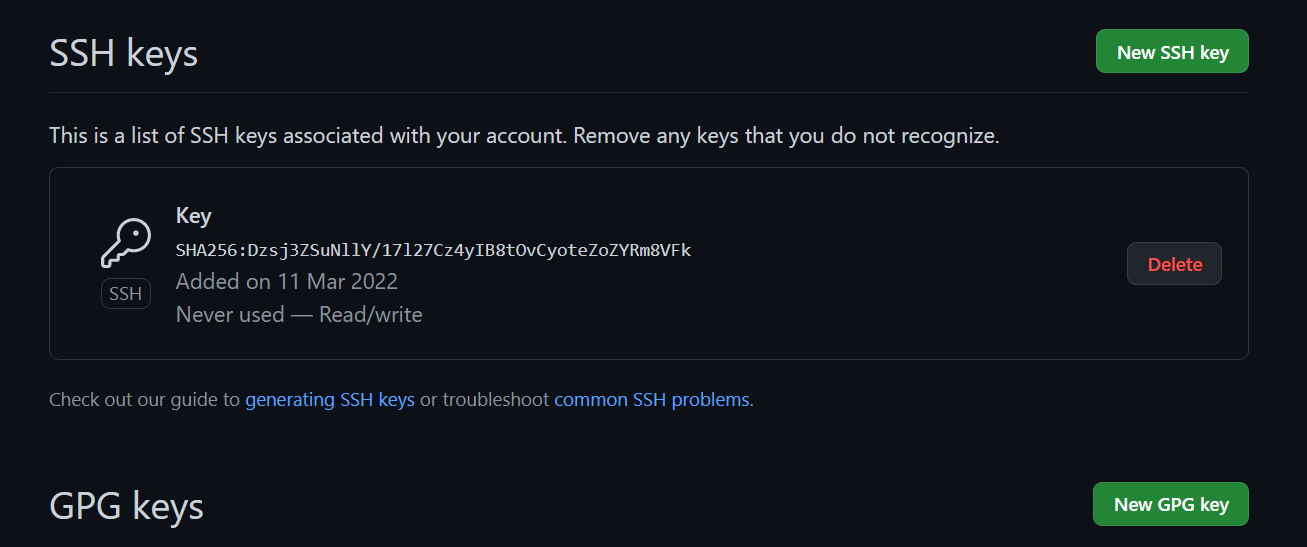 SSH keys
New SSH key
This is a list of SSH keys associated with your account. Remove any keys that you do not recognize.
Key
SHA256:Dzsj3ZSuNllY/17l27Cz4yIB8tOvCyoteZoZYRm8VFk
Added on 11 Mar 2022
Never used — Read/write
SSH
Delete
Check out our guide to generating SSH keys or troubleshoot common SSH problems.
GPG keys
New GPG key